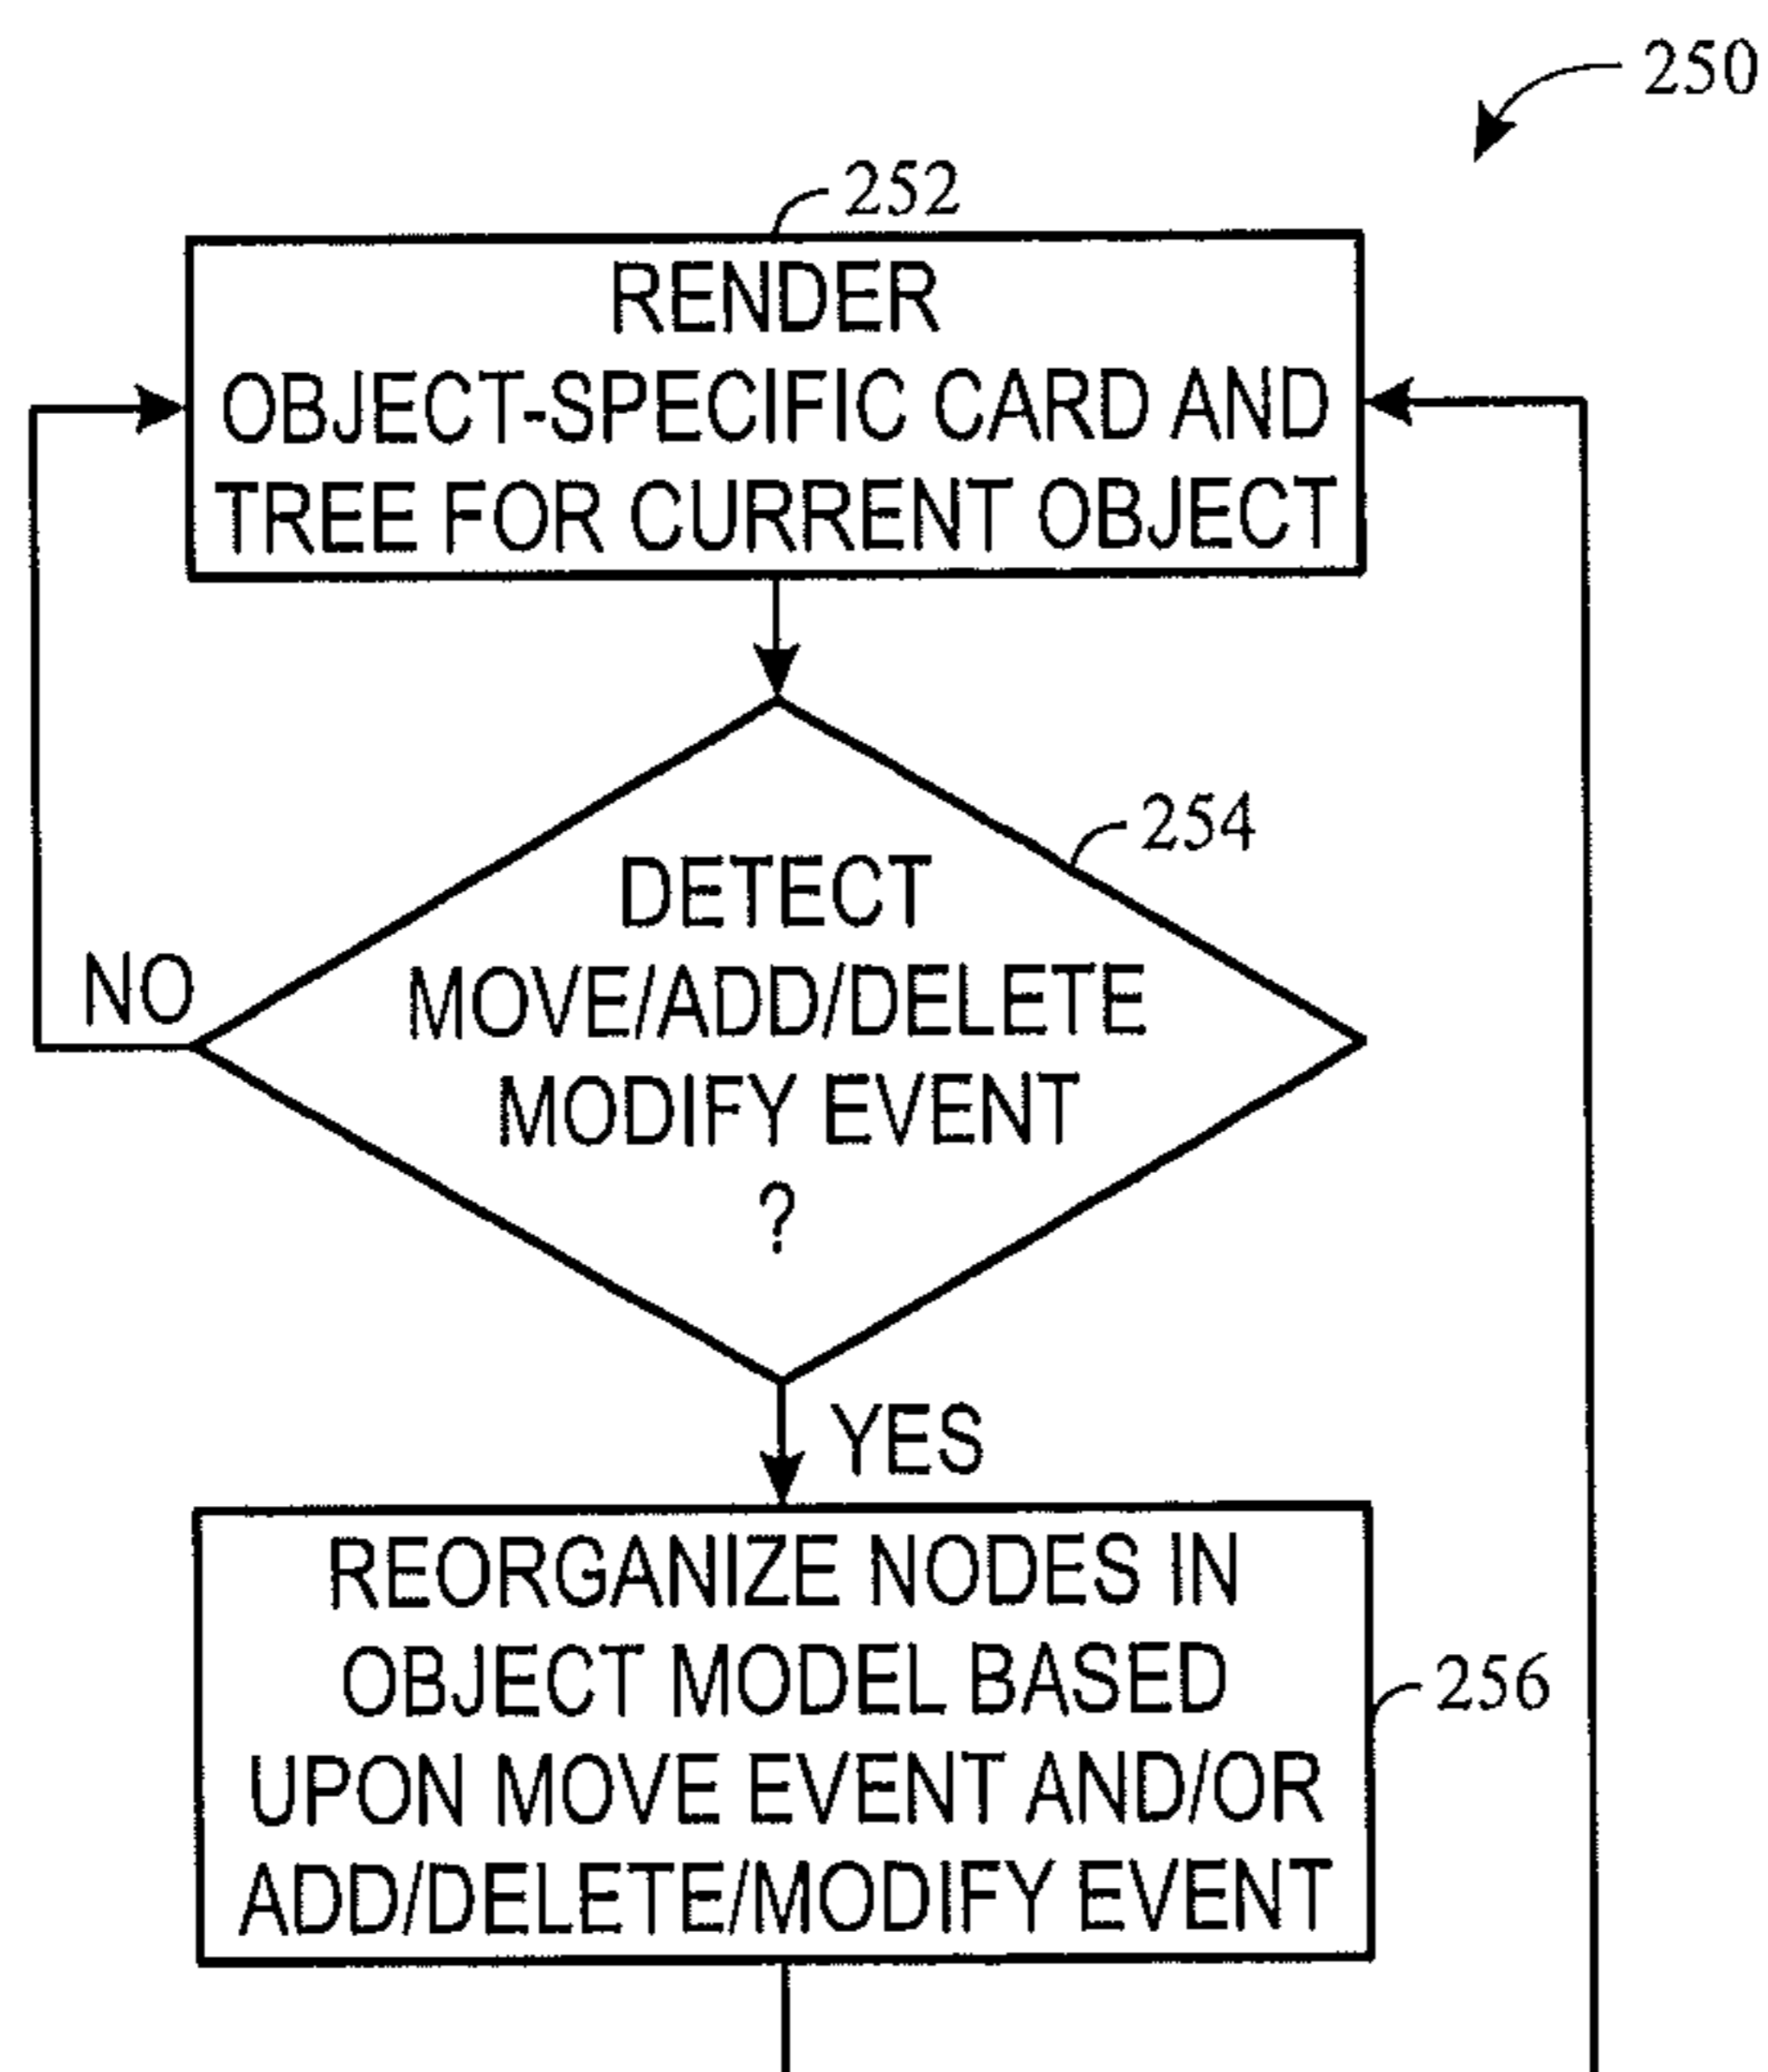 250
252
RENDER
OBJECT-SPECIFIC CARD AND
TREE FOR CURRENT OBJECT
254
DETECT
MOVE/ADD/DELETE
MODIFY EVENT
?
NO
YES
REORGANIZE NODES IN
OBJECT MODEL BASED
UPON MOVE EVENT AND/OR
ADD/DELETE/MODIFY EVENT
256